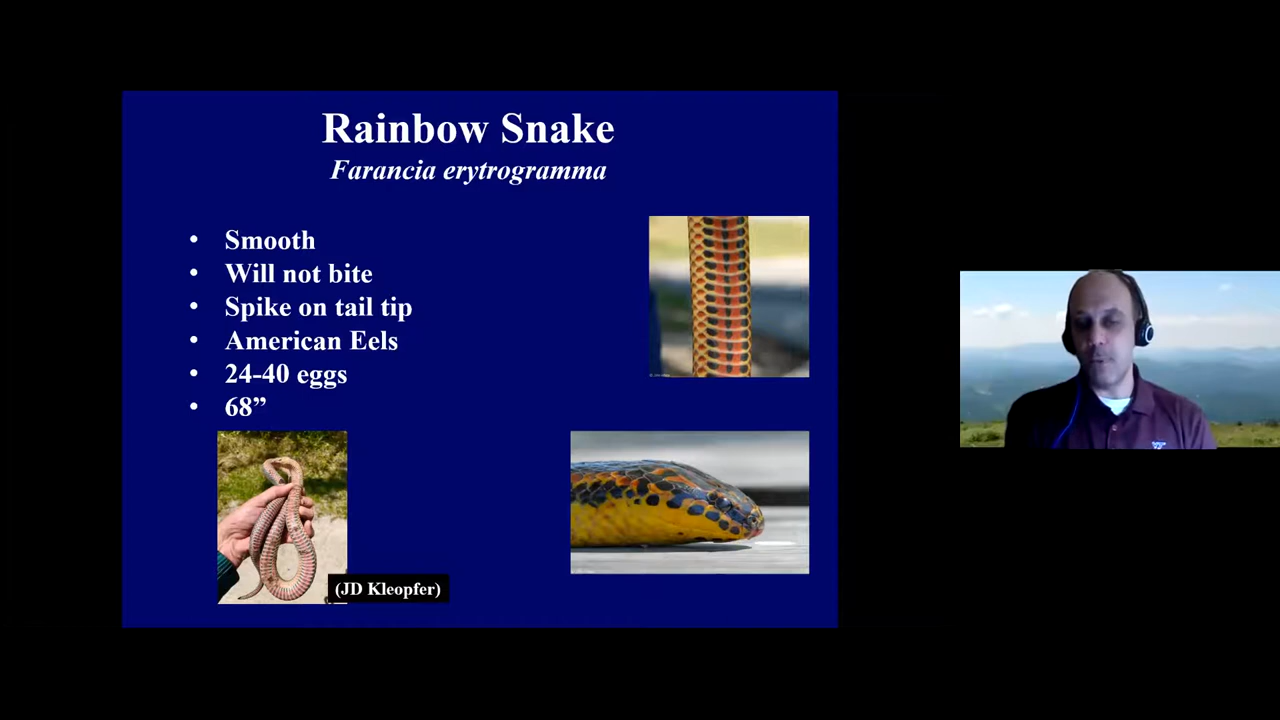 Rainbow Snake
Farancia erytrogramma
• Smooth
• Will not bite
• Spike on tail tip
• American Eels
• 24-40 eggs
• 68”
(JD Kleopfer)